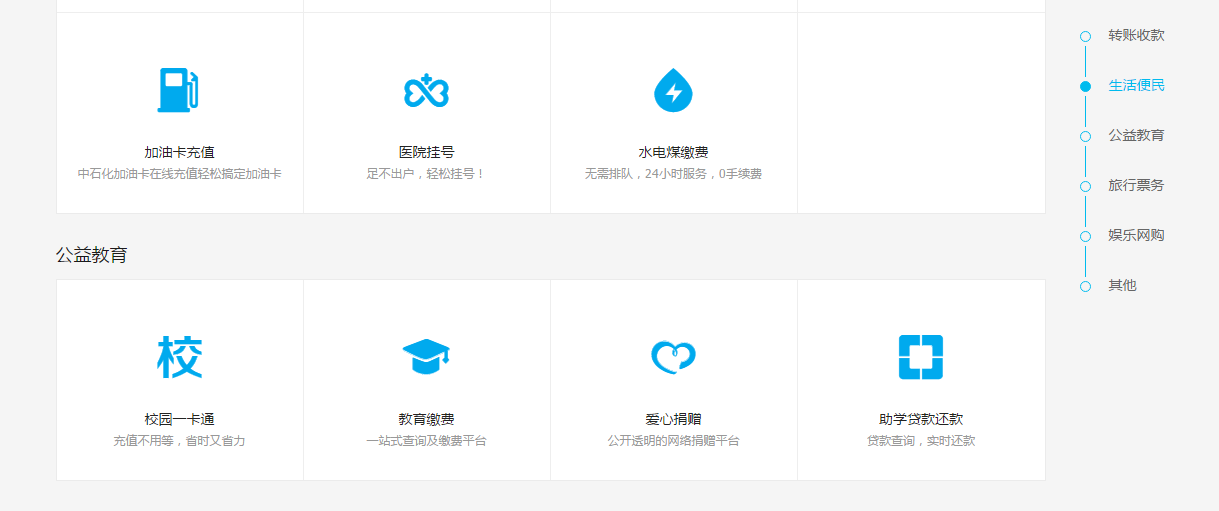 加油卡充值
中石化加油卡在线充值轻松搞定加油卡
医院挂号
足不出户，轻松挂号！
水电煤缴费
无需排队，24小时服务，0手续费
公益教育
校
校园一卡通
充值不用等，省时又省力
教育缴费
一站式查询及缴费平台
爱心捐赠
公开透明的网络捐赠平台
助学贷款还款
贷款查询，实时还款
转账收款
生活便民
公益教育
旅行票务
娱乐网购
其他